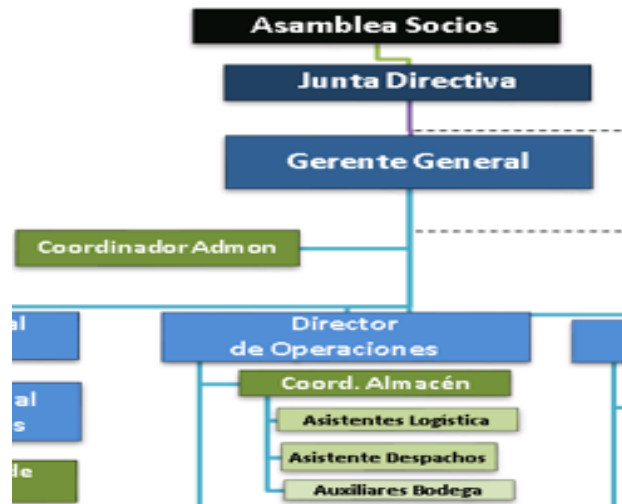 Asamblea Socios
Junta Directiva
Gerente General
Coordinador Admon
Director
de Operaciones
Coord. Almacén
Asistentes Logística
Asistente Despachos
Auxiliares Bodega
de